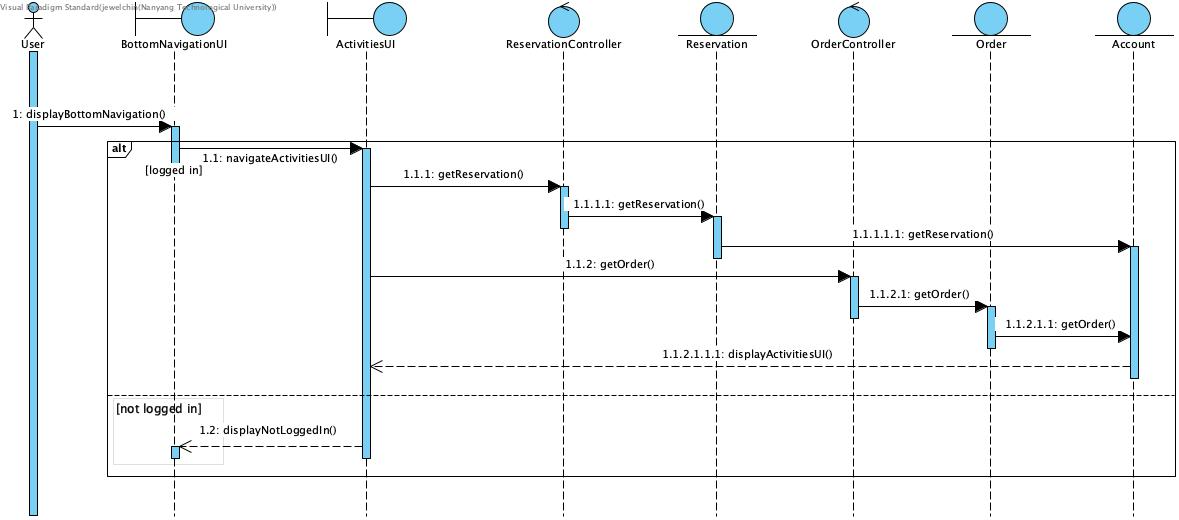 Visual Paradigm Standard(jewelchin(Nanyang Technological University))
User
BottomNavigationUI
ActivitiesUI
ReservationController
Reservation
OrderController
Order
Account
1: displayBottomNavigation()
alt
1.1: navigateActivitiesUI()
[logged in]
1.1.1: getReservation()
1.1.1.1: getReservation()
1.1.1.1.1: getReservation()
1.1.2: getOrder()
1.1.2.1: getOrder()
1.1.2.1.1: getOrder()
1.1.2.1.1.1: displayActivitiesUI()
[not logged in]
1.2: displayNotLoggedIn()